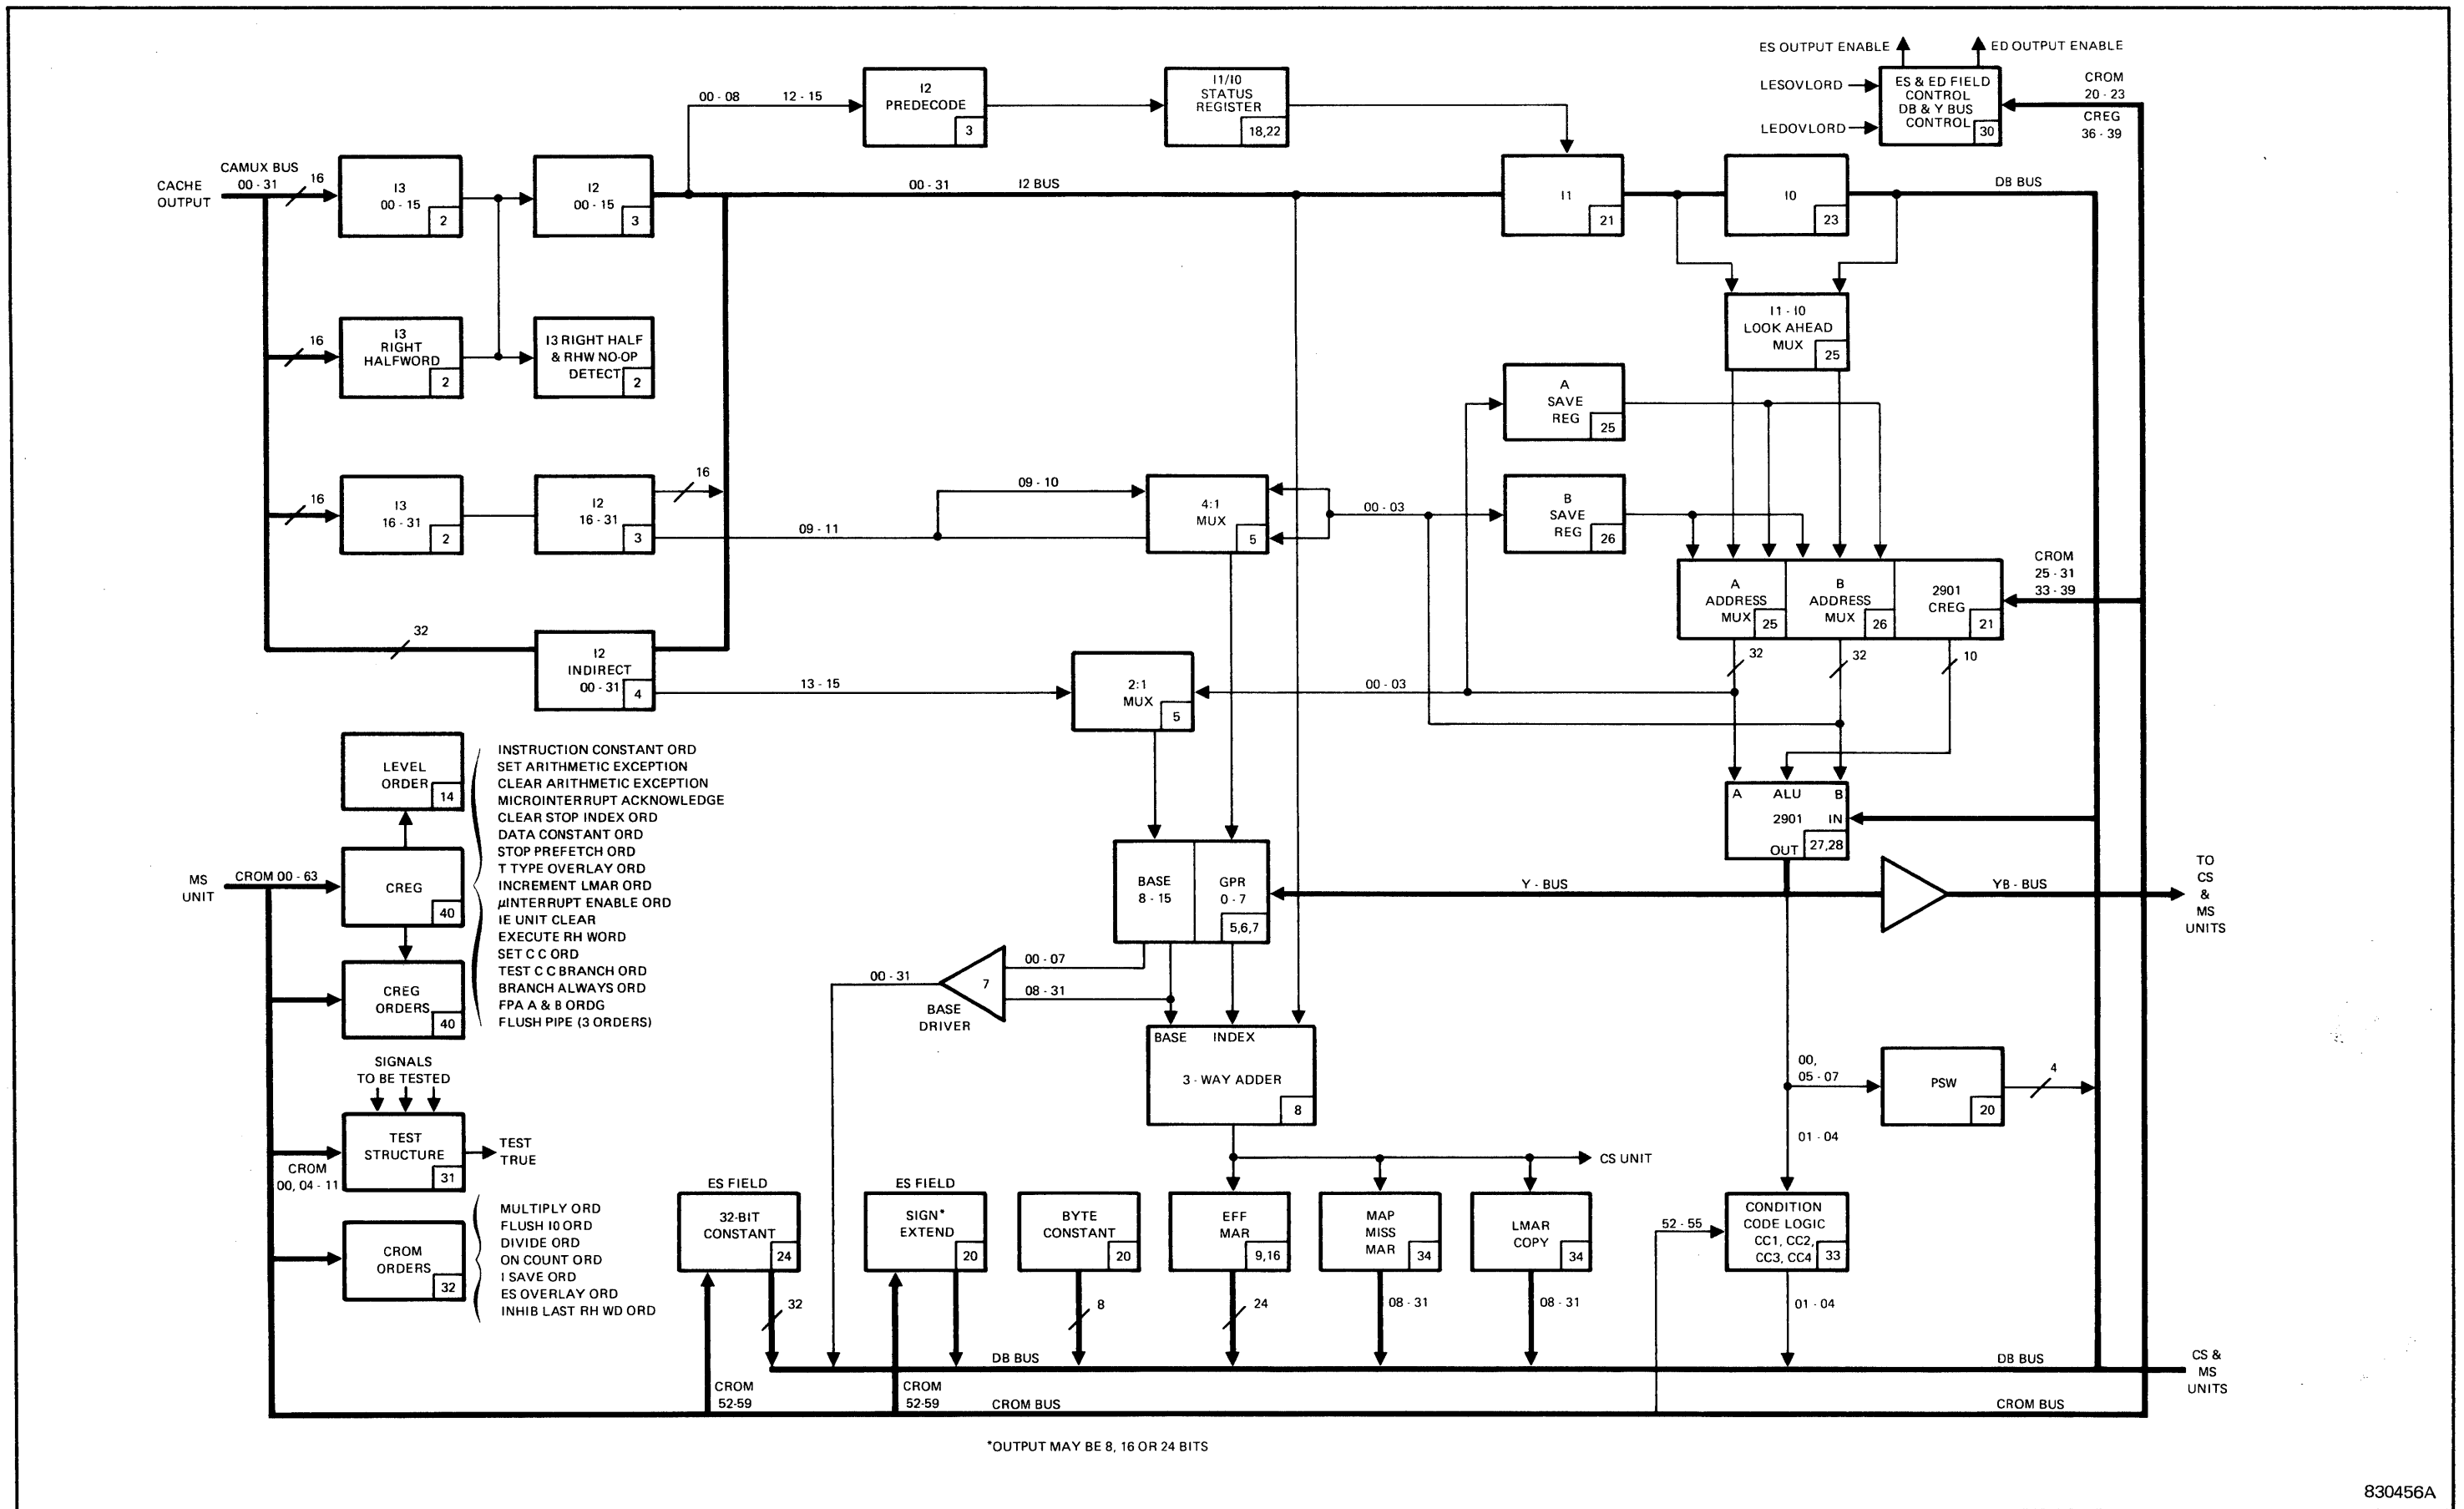 ES OUTPUT ENABLE
ED OUTPUT ENABLE
LESOVLORD
LEDOVLORD
ES & ED FIELD
CONTROL
DB & Y BUS
CONTROL
30
CROM
20 - 23
CREG
36 - 39
00 - 08
12 - 15
I2
PREDECODE
3
I1/I0
STATUS
REGISTER
18,22
CACHE
OUTPUT
CAMUX BUS
00 - 31
16
I3
00 - 15
2
I2
00 - 15
3
00 - 31
I2 BUS
I1
21
I0
23
DB BUS
16
I3
RIGHT
HALFWORD
2
I3 RIGHT HALF
& RHW NO-OP
DETECT
2
I1 - I0
LOOK AHEAD
MUX
25
A
SAVE
REG
25
16
I3
16 - 31
2
I2
16 - 31
3
16
09 - 11
09 - 10
4:1
MUX
5
00 - 03
B
SAVE
REG
26
A
ADDRESS
MUX
25
B
ADDRESS
MUX
26
2901
CREG
21
CROM
25 - 31
33 - 39
32
I2
INDIRECT
00 - 31
4
13 - 15
2:1
MUX
5
00 - 03
32
32
10
LEVEL
ORDER
14
CREG
40
CREG
ORDERS
40
MS
UNIT
CROM 00 - 63
INSTRUCTION CONSTANT ORD
SET ARITHMETIC EXCEPTION
CLEAR ARITHMETIC EXCEPTION
MICROINTERRUPT ACKNOWLEDGE
CLEAR STOP INDEX ORD
DATA CONSTANT ORD
STOP PREFETCH ORD
T TYPE OVERLAY ORD
INCREMENT LMAR ORD
µINTERRUPT ENABLE ORD
IE UNIT CLEAR
EXECUTE RH WORD
SET C C ORD
TEST C C BRANCH ORD
BRANCH ALWAYS ORD
FPA A & B ORDG
FLUSH PIPE (3 ORDERS)
A
ALU
B
2901
IN
OUT
27,28
BASE
8 - 15
GPR
0 - 7
5,6,7
Y - BUS
YB - BUS
TO
CS
&
MS
UNITS
00 - 31
7
BASE
DRIVER
00 - 07
08 - 31
BASE
INDEX
3 - WAY ADDER
8
00,
05 - 07
PSW
20
4
01 - 04
SIGNALS
TO BE TESTED
TEST
STRUCTURE
31
TEST
TRUE
CROM
00, 04 - 11
CS UNIT
CROM
ORDERS
32
MULTIPLY ORD
FLUSH I0 ORD
DIVIDE ORD
ON COUNT ORD
I SAVE ORD
ES OVERLAY ORD
INHIB LAST RH WD ORD
ES FIELD
32-BIT
CONSTANT
24
32
ES FIELD
SIGN*
EXTEND
20
BYTE
CONSTANT
20
8
EFF
MAR
9,16
24
MAP
MISS
MAR
34
08 - 31
LMAR
COPY
34
08 - 31
52 - 55
CONDITION
CODE LOGIC
CC1, CC2,
CC3, CC4
33
01 - 04
DB BUS
DB BUS
CS &
MS
UNITS
CROM
52-59
CROM
52-59
CROM BUS
CROM BUS
*OUTPUT MAY BE 8, 16 OR 24 BITS
830456A